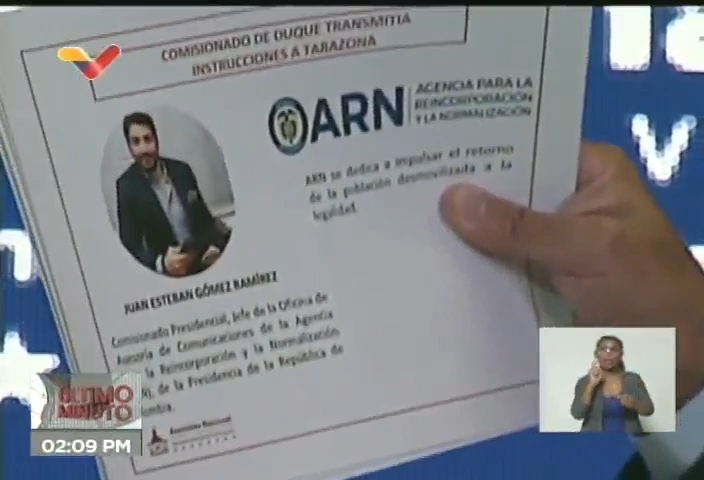 COMISIONADO DE DUQUE TRANSMITIA
INSTRUCCIONES A TARAZONA
ARN
AGENCIA PARA LA
REINCORPORACIÓN
Y LA NORMALIZACIÓN
ARN se dedica a impulsar el retorno
de la población desmovilizada a la
legalidad.
JUAN ESTEBAN GÓMEZ RAMÍREZ
Comisionado Presidencial, Jefe de la Oficina de
Asesoría de Comunicaciones de la Agencia
la Reincorporación y la Normalización
, de la Presidencia de la República de
ÚLTIMO
MINUTO
02:09 PM